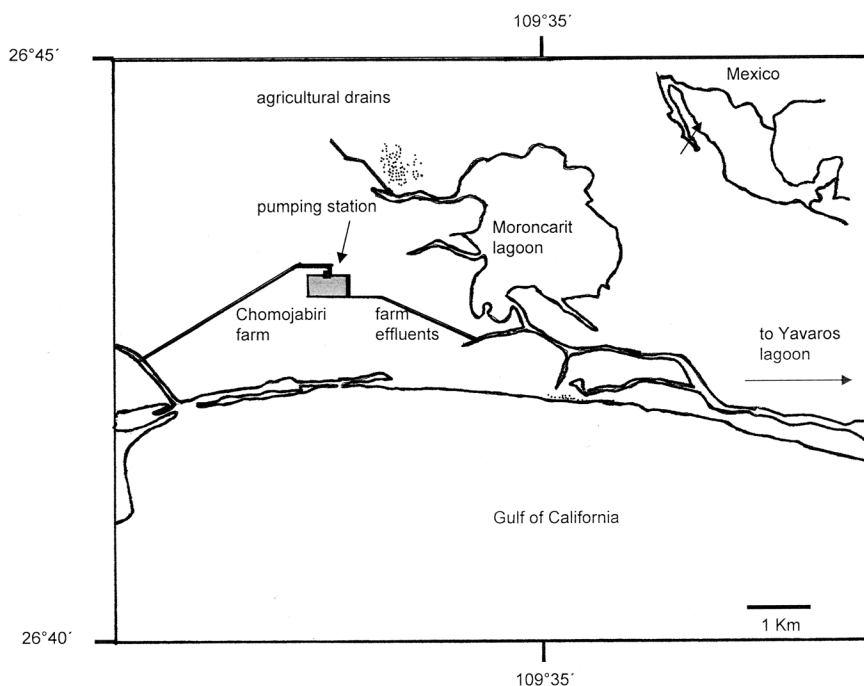 109°35´
26°45´
Mexico
agricultural drains
pumping station
Moroncarit
lagoon
Chomojabiri
farm
farm
effluents
to Yavaros
lagoon
Gulf of California
1 Km
26°40´
109°35´